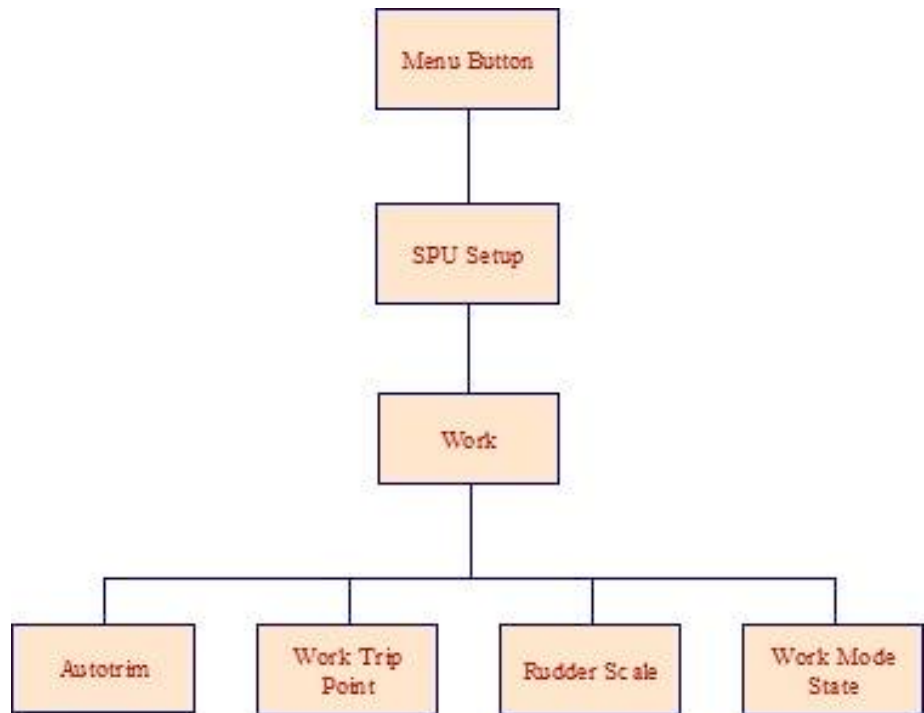 Menu Button
SPU Setup
Work
Autotrim
Work Trip
Point
Rudder Scale
Work Mode
State